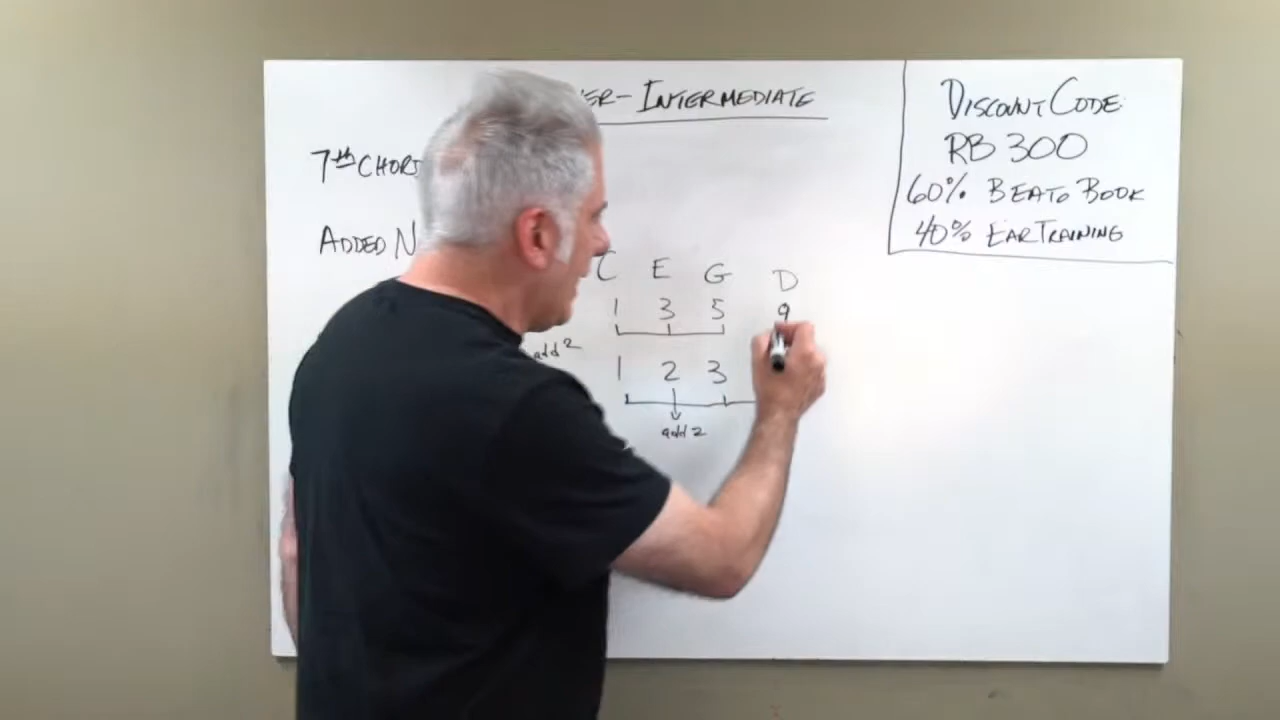 -INTERMEDIATE
DISCOUNT CODE
RB 300
60% BEATO BOOK
40% EAR TRAINING
7th CHORD
ADDED N
C E G D
1 3 5 9
add 2
1 2 3
add 2